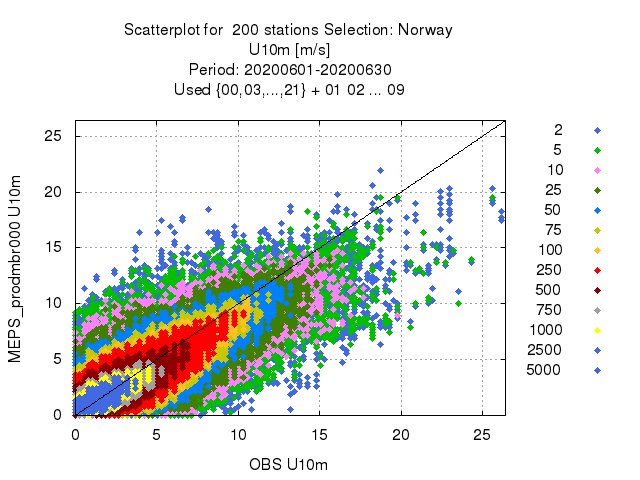 Scatterplot for 200 stations Selection: Norway
U10m [m/s]
Period: 20200601-20200630
Used {00,03,...,21} + 01 02 ... 09
MEPS_prodmbr000 U10m
25
20
15
10
5
0
0 5 10 15 20 25
OBS U10m
2
5
10
25
50
75
100
250
500
750
1000
2500
5000